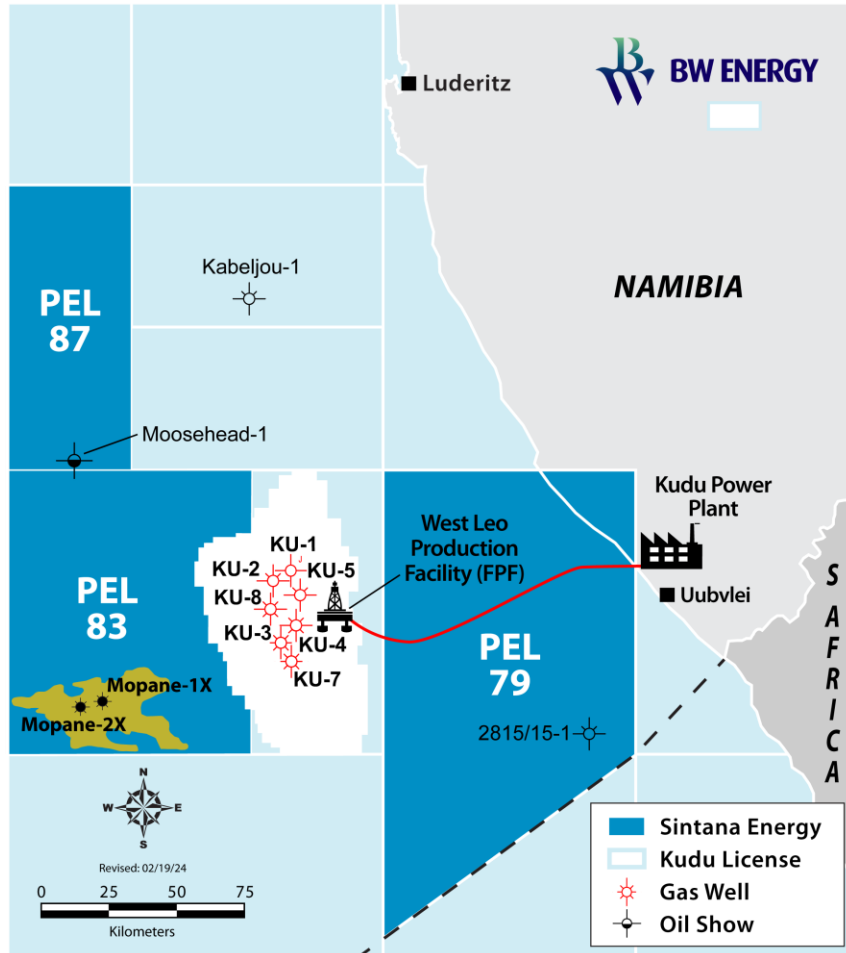 B
W
BW ENERGY
Luderitz
NAMIBIA
Kabeljou-1
PEL
87
Moosehead-1
Kudu Power
Plant
West Leo
Production
Facility (FPF)
KU-1
KU-2
KU-5
KU-8
KU-3
KU-4
KU-7
Uubvlei
S AFRICA
PEL
83
PEL
79
Mopane-1X
Mopane-2X
2815/15-1
N
W
E
S
Revised: 02/19/24
0 25 50 75
Kilometers
Sintana Energy
Kudu License
Gas Well
Oil Show